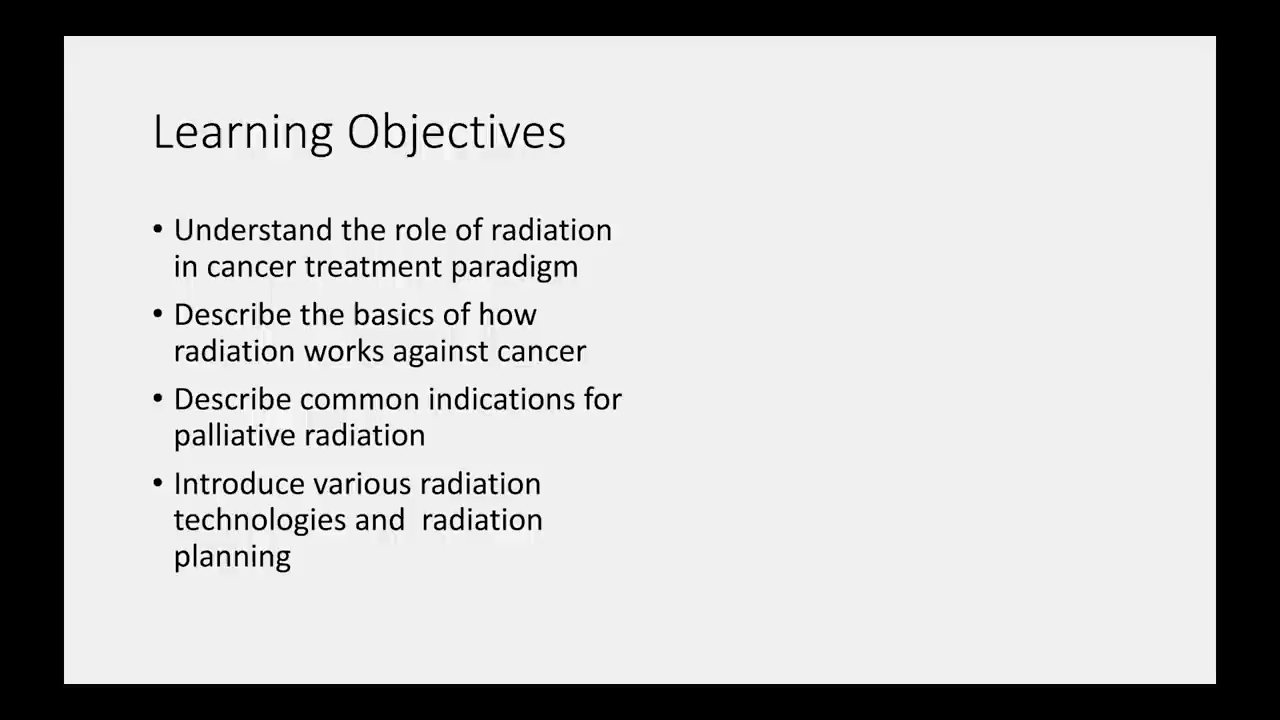 Learning Objectives
• Understand the role of radiation
in cancer treatment paradigm
• Describe the basics of how
radiation works against cancer
• Describe common indications for
palliative radiation
• Introduce various radiation
technologies and  radiation
planning